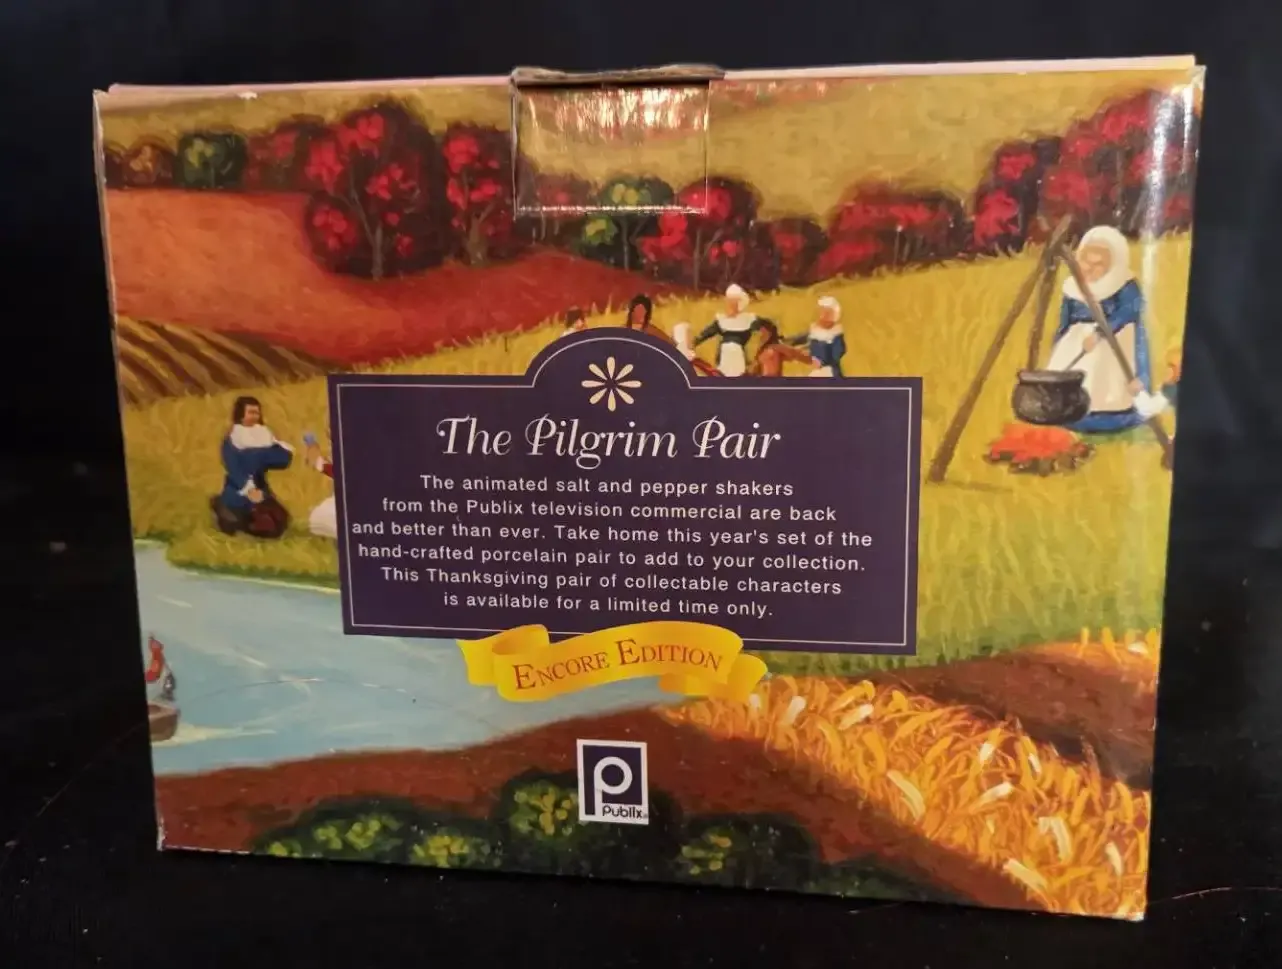 The Pilgrim Pair
The animated salt and pepper shakers
from the Publix television commercial are back
and better than ever. Take home this year's set of the
hand-crafted porcelain pair to add to your collection.
This Thanksgiving pair of collectable characters
is available for a limited time only.
ENCORE EDITION
P
Publix®